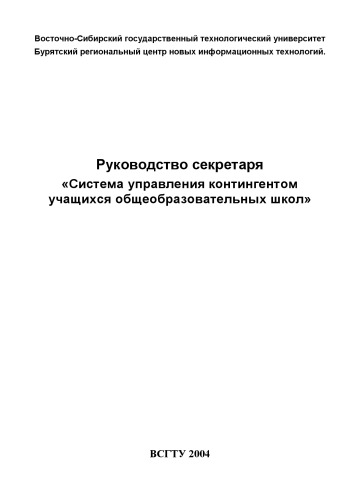 Восточно-Сибирский государственный технологический университет
Бурятский региональный центр новых информационных технологий.
Руководство секретаря
«Система управления контингентом
учащихся общеобразовательных школ»
ВСГТУ 2004